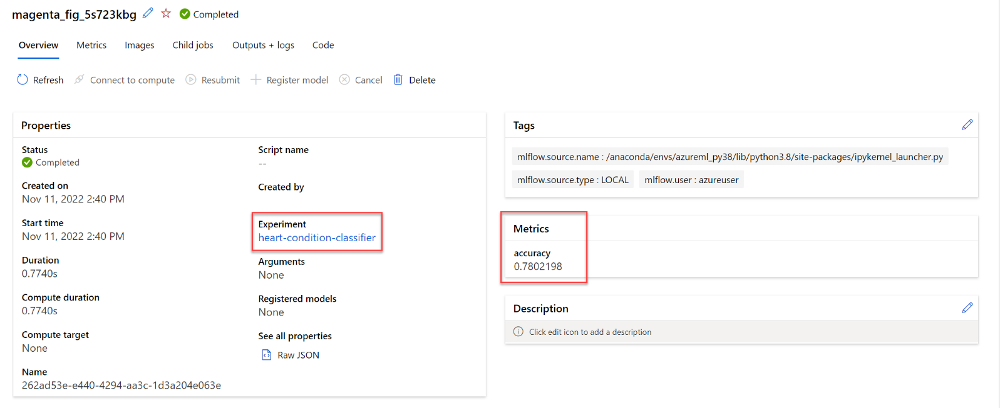 magenta_fig_5s723kbg Completed
Overview Metrics Images Child jobs Outputs + logs Code
Refresh Connect to compute Resubmit Register model Cancel Delete
Properties
Status
Completed
Created on
Nov 11, 2022 2:40 PM
Start time
Nov 11, 2022 2:40 PM
Duration
0.7740s
Compute duration
0.7740s
Compute target
None
Name
262ad53e-e440-4294-aa3c-1d3a204e063e
Script name
--
Created by
Experiment
heart-condition-classifier
Arguments
None
Registered models
None
See all properties
Raw JSON
Tags
mlflow.source.name : /anaconda/envs/azureml_py38/lib/python3.8/site-packages/ipykernel_launcher.py
mlflow.source.type : LOCAL mlflow.user : azureuser
Metrics
accuracy
0.7802198
Description
Click edit icon to add a description